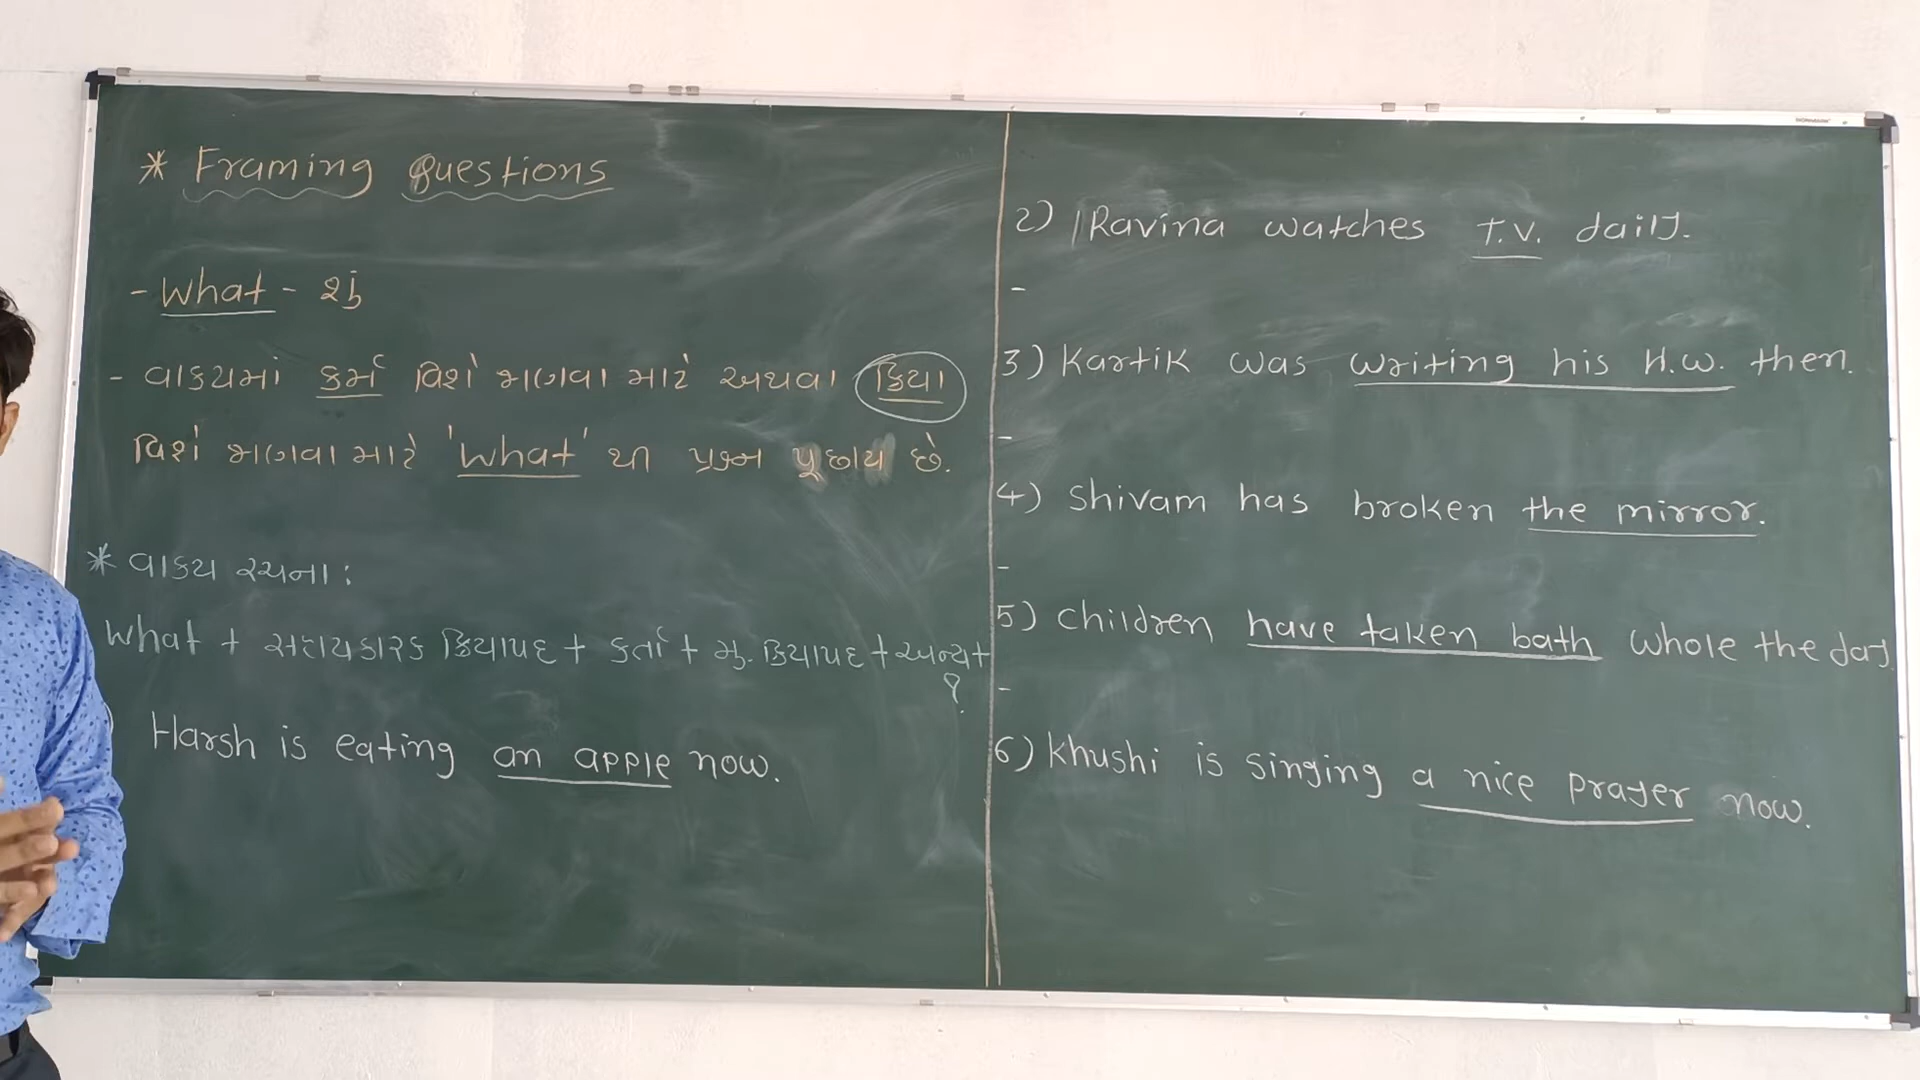 * Framing Questions
- What - શું
- વાકયમાં કર્મ વિશે જાણવા માટે અથવા ક્રિયા
વિશે જાણવા માટે 'What' થી પ્રશ્ન પૂછાય છે.
* વાક્ય રચના :
What + સહાયકારક ક્રિયાપદ + કર્તા + મુ. ક્રિયાપદ + અન્ય +
?
Harsh is eating an apple now.
2) Ravina watches T.V. daily.
-
3) Kartik was writing his H.W. then.
-
4) Shivam has broken the mirror.
-
5) Children have taken bath whole the day
-
6) Khushi is singing a nice prayer now.